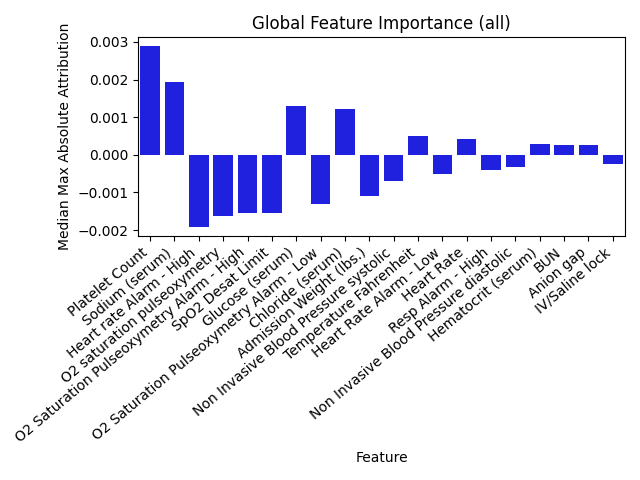 Global Feature Importance (all)
Median Max Absolute Attribution
0.003
0.002
0.001
0.000
−0.001
−0.002
Platelet Count
Sodium (serum)
Heart rate Alarm - High
O2 saturation pulseoxymetry
O2 Saturation Pulseoxymetry Alarm - High
SpO2 Desat Limit
Glucose (serum)
O2 Saturation Pulseoxymetry Alarm - Low
Chloride (serum)
Admission Weight (lbs.)
Non Invasive Blood Pressure systolic
Temperature Fahrenheit
Heart Rate Alarm - Low
Heart Rate
Resp Alarm - High
Non Invasive Blood Pressure diastolic
Hematocrit (serum)
BUN
Anion gap
IV/Saline lock
Feature